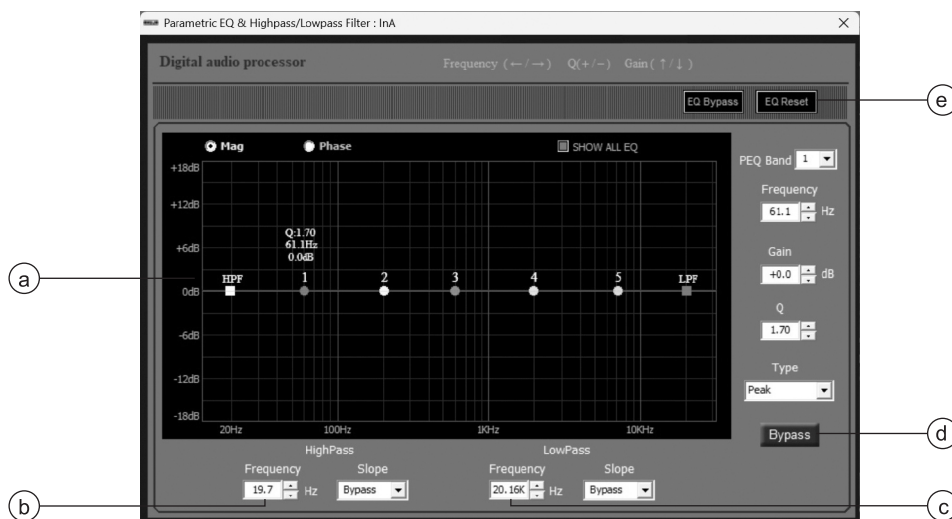 Parametric EQ & Highpass/Lowpass Filter : InA
Digital audio processor
Frequency (←/→) Q(+/−) Gain(↑/↓)
EQ Bypass
EQ Reset
e
Mag
Phase
SHOW ALL EQ
+18dB
+12dB
+6dB
0dB
-6dB
-12dB
-18dB
Q:1.70
61.1Hz
0.0dB
HPF
1
2
3
4
5
LPF
20Hz
100Hz
1KHz
10KHz
a
PEQ Band 1
Frequency
61.1 Hz
Gain
+0.0 dB
Q
1.70
Type
Peak
Bypass
d
HighPass
Frequency
19.7 Hz
Slope
Bypass
b
LowPass
Frequency
20.16K Hz
Slope
Bypass
c